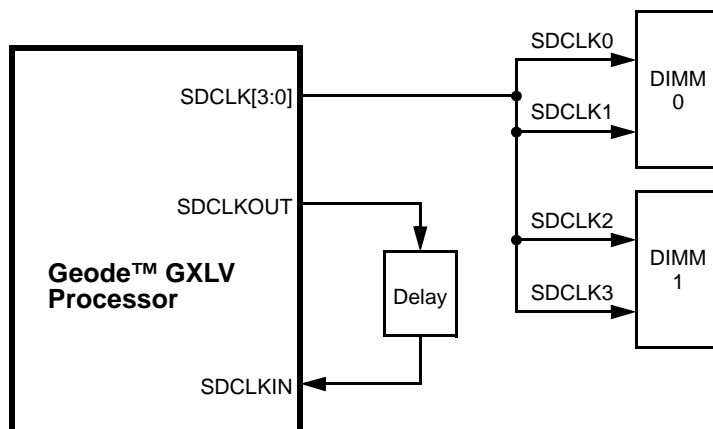 SDCLK[3:0]
SDCLKOUT
Geode™ GXLV
Processor
SDCLKIN
Delay
SDCLK0
SDCLK1
DIMM
0
SDCLK2
SDCLK3
DIMM
1